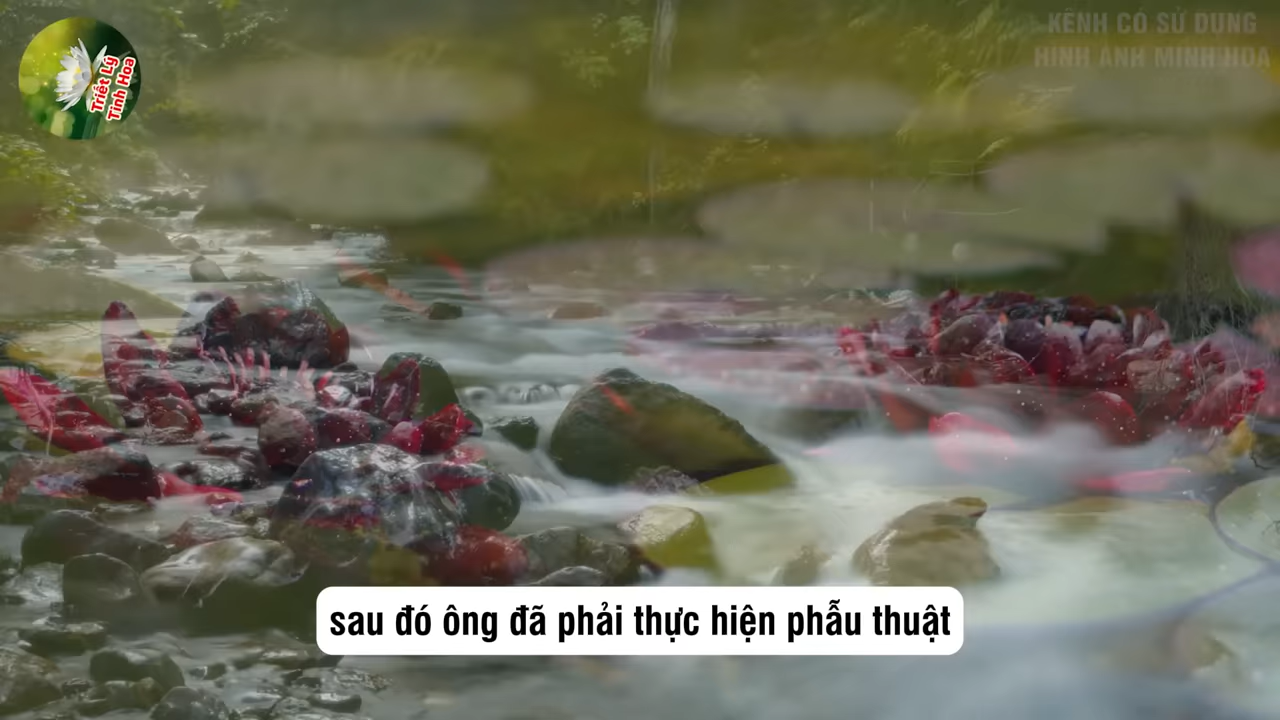 Triết Lý
Tinh Hoa
KÊNH CÓ SỬ DỤNG
HÌNH ẢNH MINH HỌA
sau đó ông đã phải thực hiện phẫu thuật